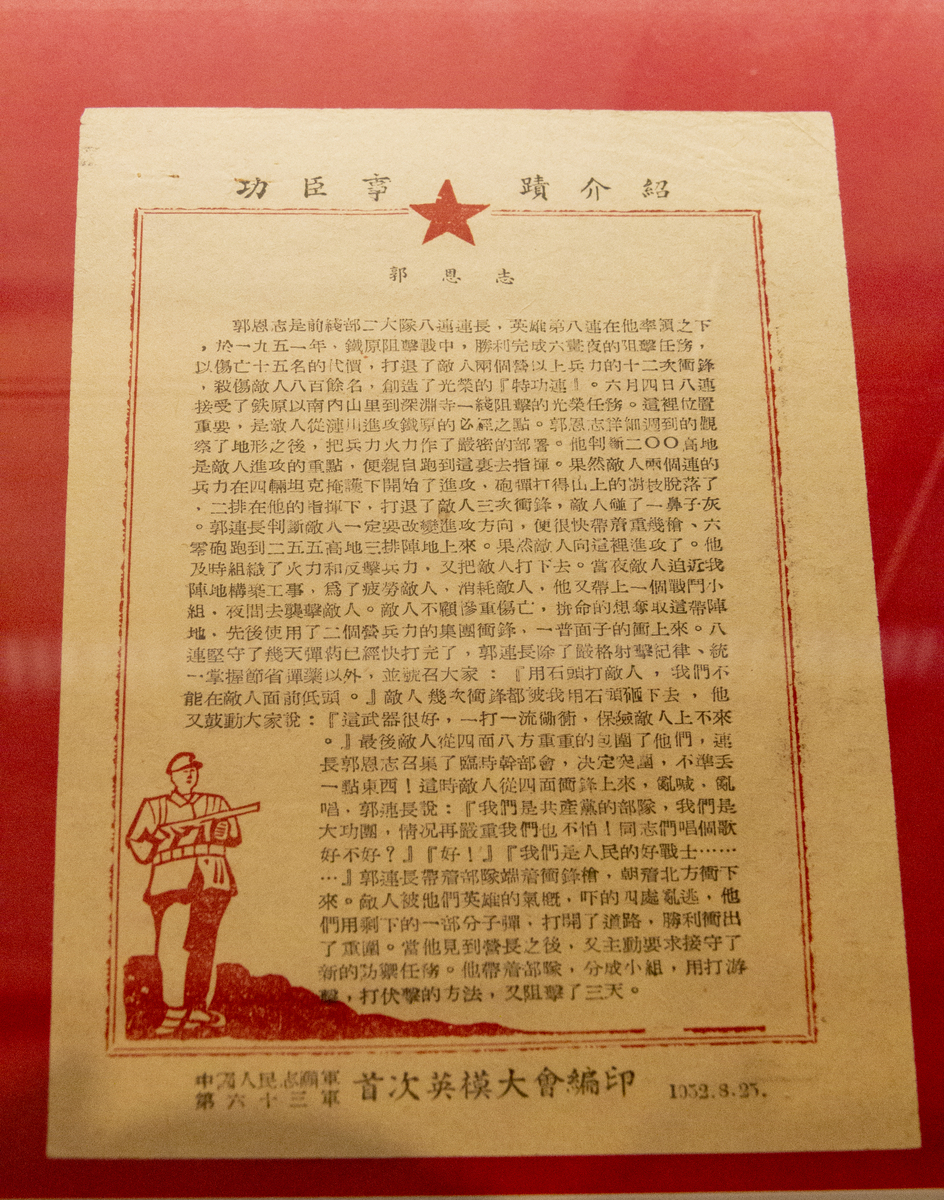 功臣事蹟介紹
郭恩志
郭恩志是前綫部二大隊八連連長，英雄第八連在他率領之下
，於一九五一年、鐵原阻擊戰中，勝利完成六晝夜的阻擊任務，
以傷亡十五名的代價，打退了敵人兩個營以上兵力的十二次衝鋒
，殺傷敵人八百餘名，創造了光榮的『特功連』。六月四日八連
接受了鉄原以南內山里到深淵寺一綫阻擊的光榮任務。這裡位置
重要，是敵人從漣川進攻鐵原的必經之點。郭恩志詳細週到的觀
察了地形之後，把兵力火力作了嚴密的部署。他判斷二〇〇高地
是敵人進攻的重點，便親自跑到這裏去指揮。果然敵人兩個連的
兵力在四輛坦克掩護下開始了進攻，砲彈打得山上的樹枝脫落了
，二排在他的指揮下，打退了敵人三次衝鋒，敵人碰了一鼻子灰
。郭連長判斷敵人一定要改變進攻方向，便很快帶着重幾槍、六
零砲跑到二五五高地三排陣地上來。果然敵人向這裡進攻了。他
及時組織了火力和反擊兵力，又把敵人打下去。當夜敵人迫近我
陣地構築工事、爲了疲勞敵人、消耗敵人，他又帶上一個戰鬥小
組、夜間去襲擊敵人。敵人不顧慘重傷亡，拚命的想奪取這帶陣
地、先後使用了二個營兵力的集團衝鋒、一普面子的衝上來。八
連堅守了幾天彈葯已經快打完了，郭連長除了嚴格射擊紀律、統
一掌握節省彈藥以外，並號召大家：『用石頭打敵人，我們不
能在敵人面前低頭。』敵人幾次衝鋒都被我用石頭砸下去，他
又鼓動大家說：『這武器很好，一打一流砸衝，保險敵人上不來
。』最後敵人從四面八方重重的包圍了他們，連
長郭恩志召集了臨時幹部會，決定突圍，不準丢
一點東西！這時敵人從四面衝鋒上來，亂喊、亂
唱、郭連長說：『我們是共產黨的部隊，我們是
大功團，情况再嚴重我們也不怕！同志們唱個歌
好不好？』『好！』『我們是人民的好戰士……
…』郭連長帶着部隊端着衝鋒槍，朝着北方衝下
來。敵人被他們英雄的氣概，吓的四處亂逃，他
們用剩下的一部分子彈，打開了道路，勝利衝出
了重圍。當他見到營長之後，又主動要求接守了
新的防禦任務。他帶着部隊，分成小組，用打游
擊，打伏擊的方法，又阻擊了三天。
中國人民志願軍
第六十三軍
首次英模大會編印
1952.8.25.